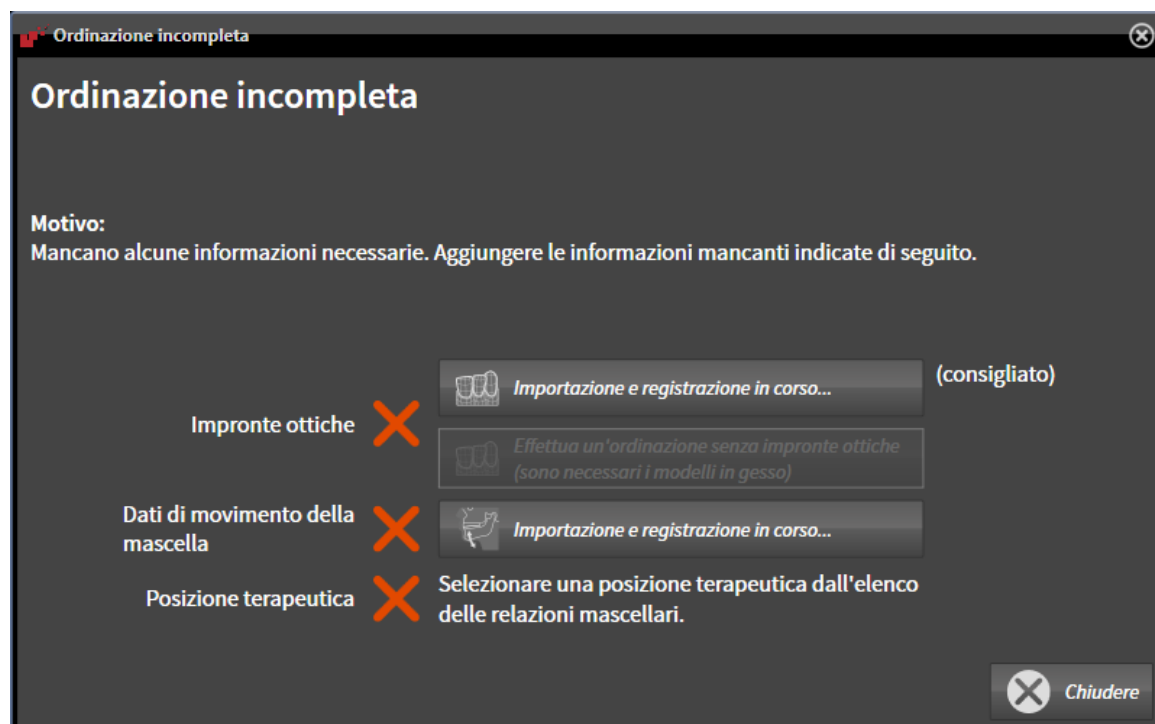 Ordinazione incompleta
Ordinazione incompleta
Motivo:
Mancano alcune informazioni necessarie. Aggiungere le informazioni mancanti indicate di seguito.
Impronte ottiche
Importazione e registrazione in corso...
(consigliato)
Effettua un'ordinazione senza impronte ottiche
(sono necessari i modelli in gesso)
Dati di movimento della
mascella
Importazione e registrazione in corso...
Posizione terapeutica
Selezionare una posizione terapeutica dall'elenco
delle relazioni mascellari.
Chiudere